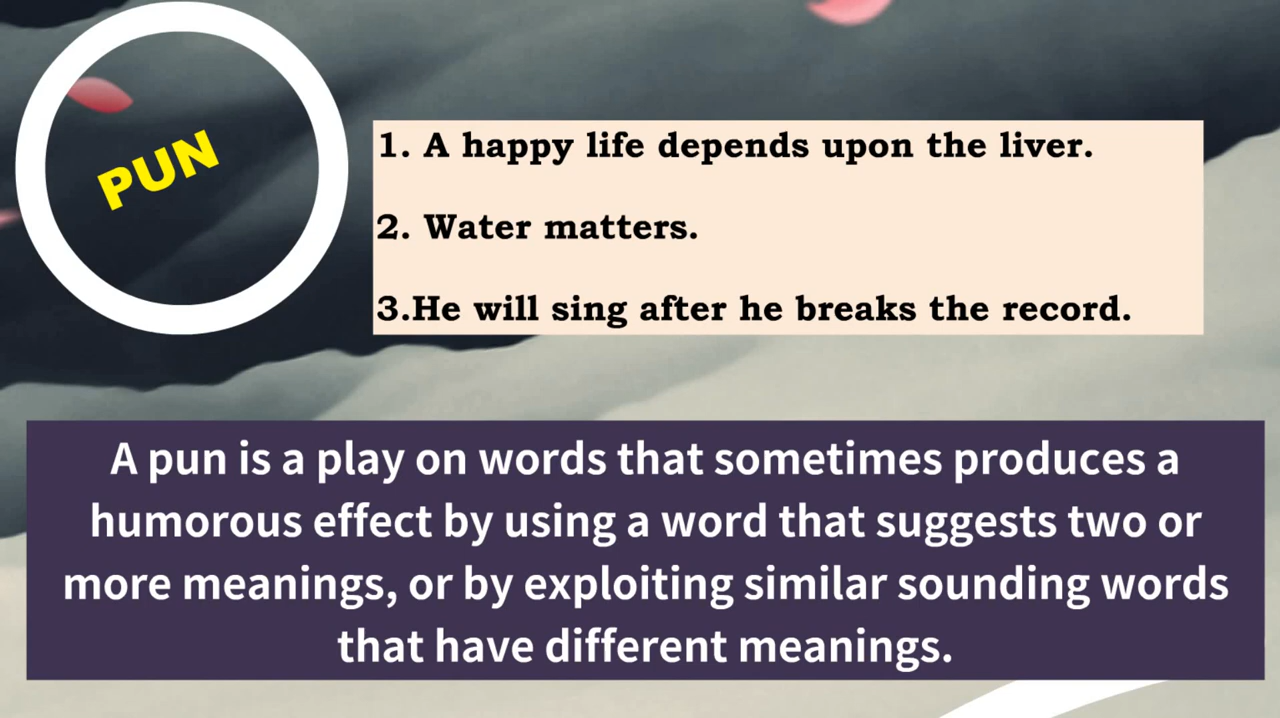 PUN
1. A happy life depends upon the liver.
2. Water matters.
3.He will sing after he breaks the record.
A pun is a play on words that sometimes produces a
humorous effect by using a word that suggests two or
more meanings, or by exploiting similar sounding words
that have different meanings.